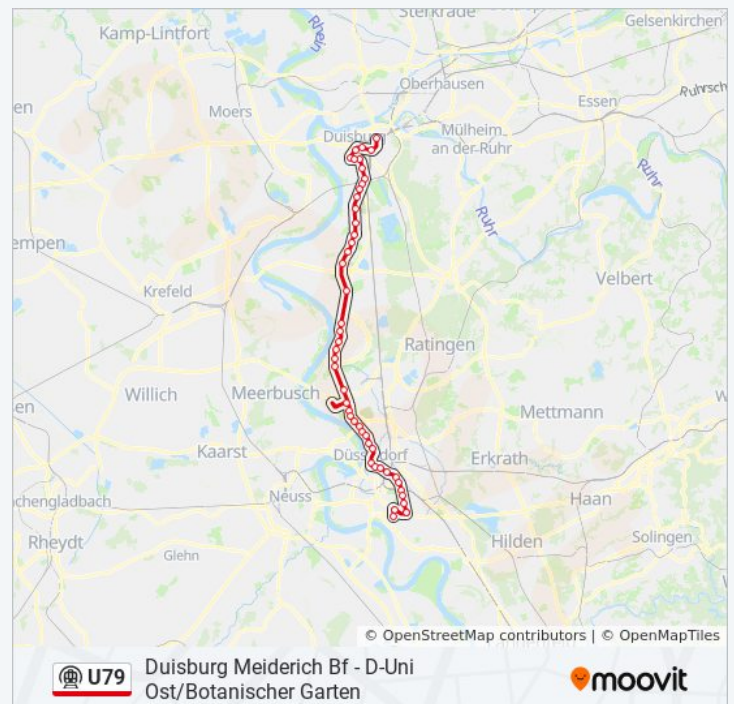 Sterkrade
Kamp-Lintfort
Gelsenkirchen
Rhein
Oberhausen
Essen
Ruhrsch
Moers
Duisburg
Mülheim
an der Ruhr
Ruhr
Ruhr
empen
Velbert
Krefeld
Ratingen
Willich
Meerbusch
sen
Mettmann
W
Kaarst
Düsseldorf
Erkrath
Neuss
Haan
chengladbach
Solingen
Rheydt
Hilden
Glehn
© OpenStreetMap contributors | © OpenMapTiles
U79
Duisburg Meiderich Bf - D-Uni
Ost/Botanischer Garten
moovit